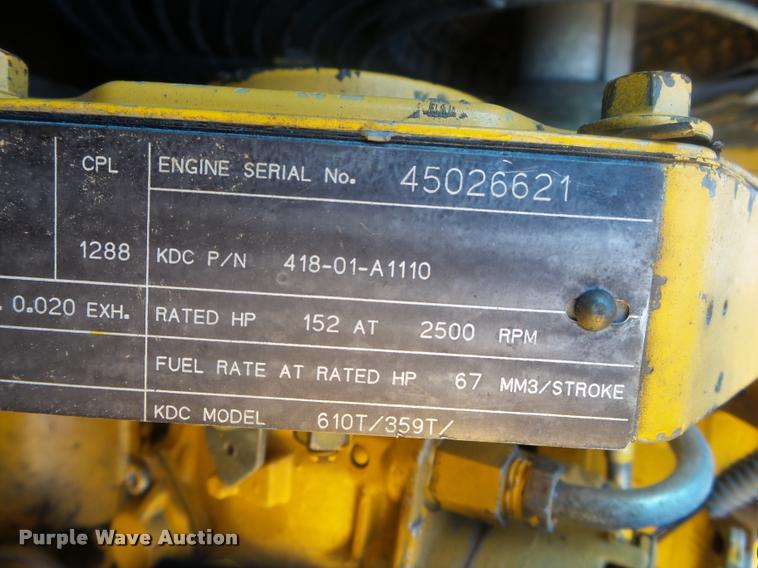 CPL
ENGINE SERIAL No. 45026621
1288
KDC P/N 418-01-A1110
. 0.020 EXH.
RATED HP 152 AT 2500 RPM
FUEL RATE AT RATED HP 67 MM3/STROKE
KDC MODEL 610T/359T/
Purple Wave Auction